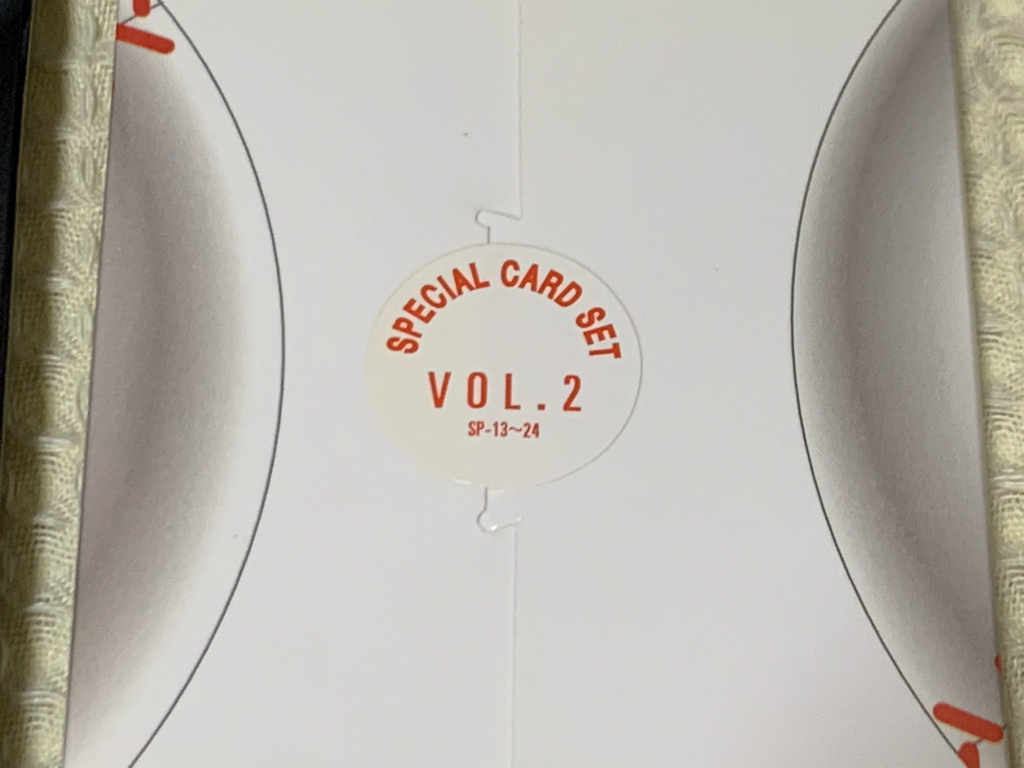 SPECIAL CARD SET
VOL.2
SP-13~24